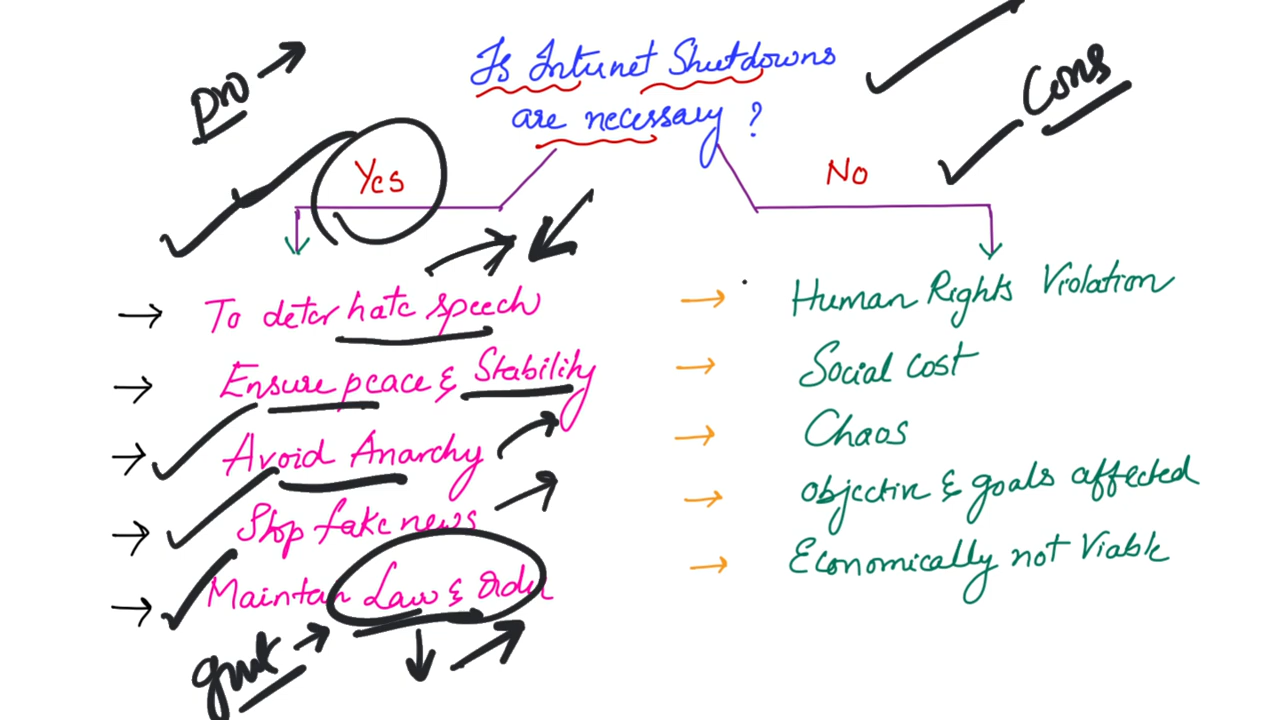 Is Internet Shutdowns
are necessary ?
pro
Cons
Yes
No
→ To deter hate speech
→ Ensure peace & Stability
→ Avoid Anarchy
→ Stop fake news
→ Maintain Law & Order
→ Human Rights Violation
→ Social cost
→ Chaos
→ Objective & goals affected
→ Economically not Viable